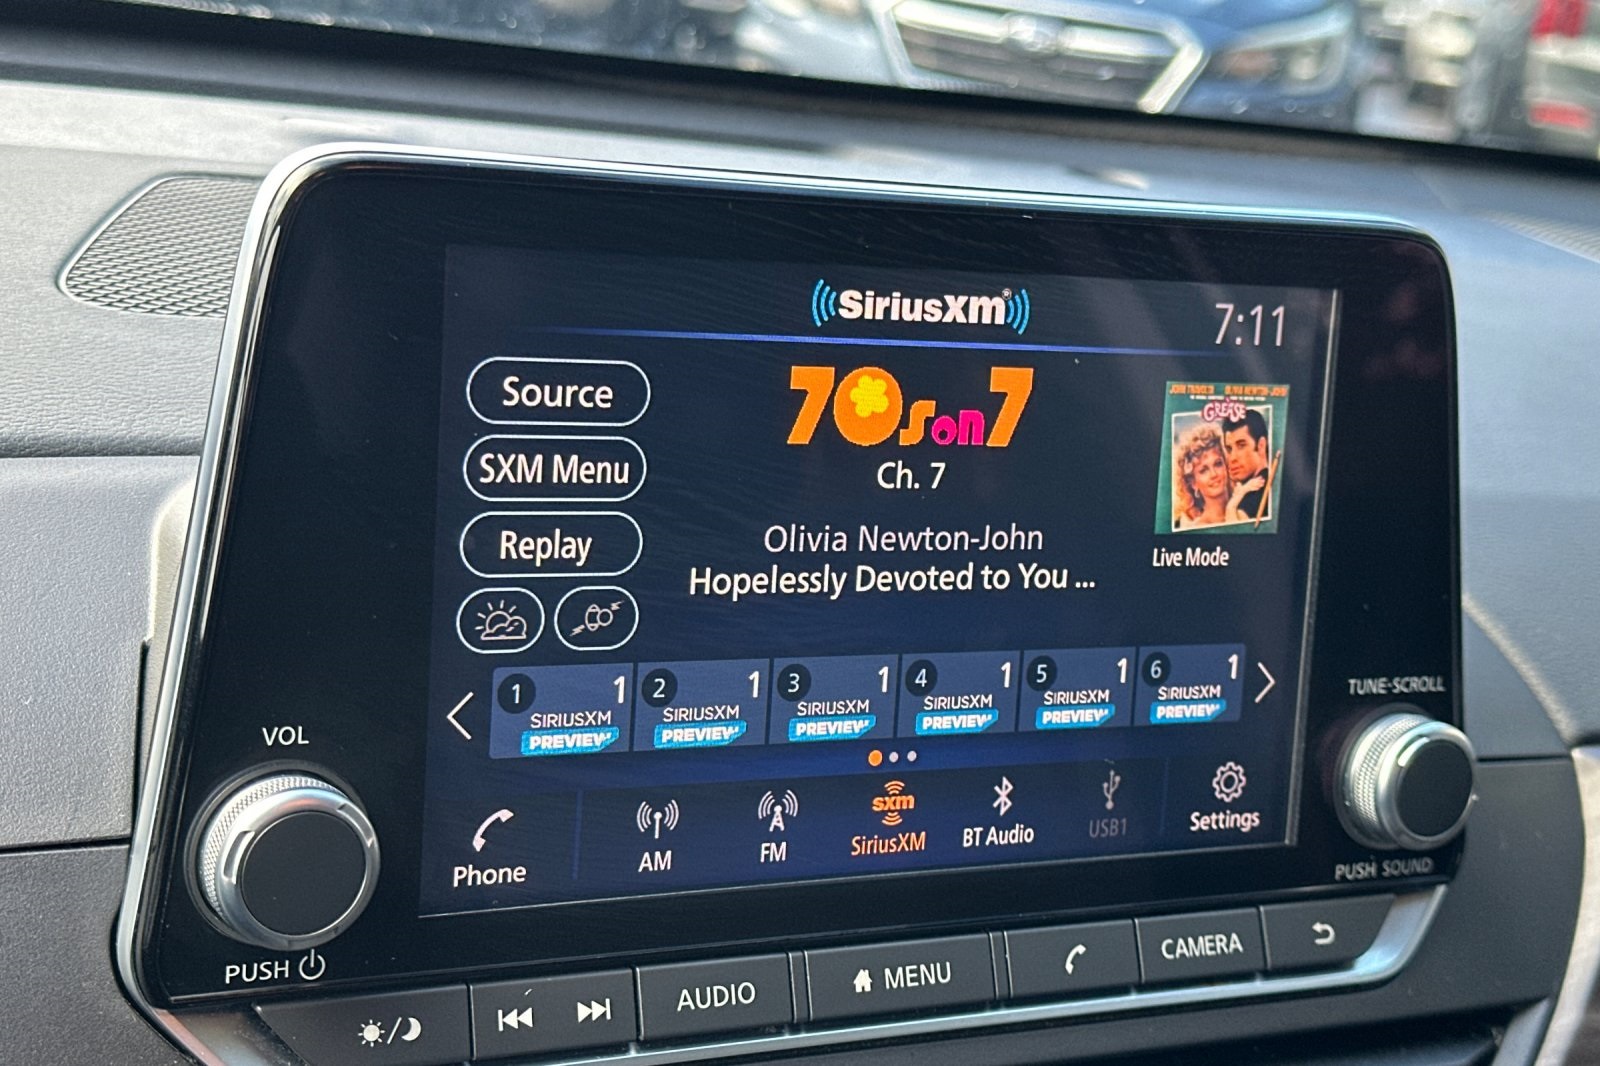 SiriusXM®
7:11
Source
70s on 7
SXM Menu
Ch. 7
GREASE
Replay
Olivia Newton-John
Hopelessly Devoted to You ...
Live Mode
1 1 SIRIUSXM PREVIEW
2 1 SIRIUSXM PREVIEW
3 1 SIRIUSXM PREVIEW
4 1 SIRIUSXM PREVIEW
5 1 SIRIUSXM PREVIEW
6 1 SIRIUSXM PREVIEW
Phone
AM
FM
sxm
SiriusXM
BT Audio
USB1
Settings
VOL
PUSH
TUNE·SCROLL
PUSH SOUND
AUDIO
MENU
CAMERA